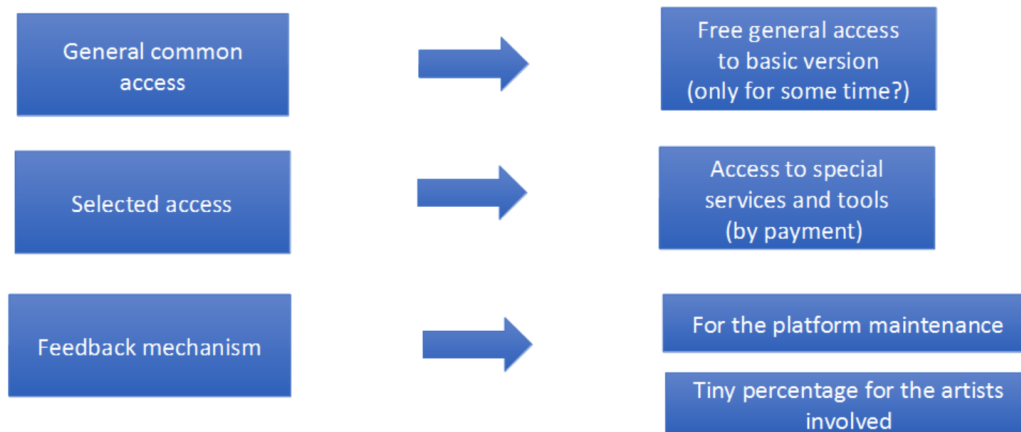 General common
access
Free general access
to basic version
(only for some time?)
Selected access
Access to special
services and tools
(by payment)
Feedback mechanism
For the platform maintenance
Tiny percentage for the artists
involved